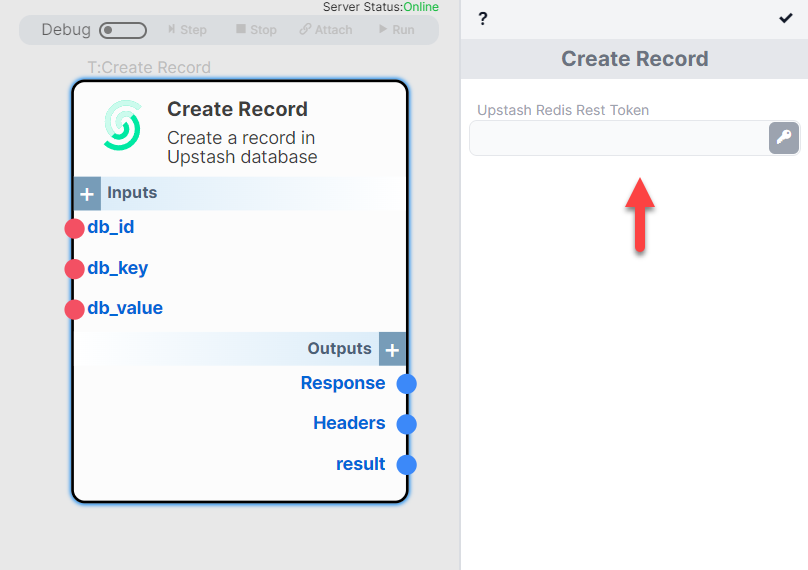 Server Status:Online
Debug Step Stop Attach Run
T:Create Record
Create Record
Create a record in
Upstash database
+ Inputs
db_id
db_key
db_value
Outputs +
Response
Headers
result
?
Create Record
Upstash Redis Rest Token